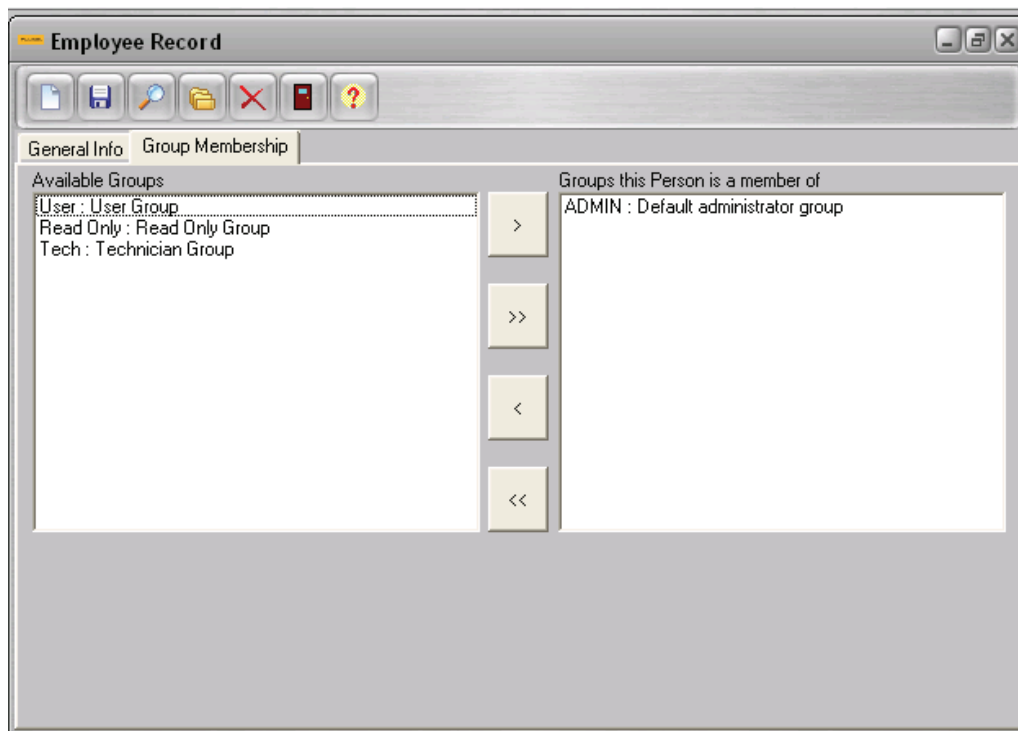 Employee Record
General Info
Group Membership
Available Groups
User : User Group
Read Only : Read Only Group
Tech : Technician Group
>
>>
<
<<
Groups this Person is a member of
ADMIN : Default administrator group